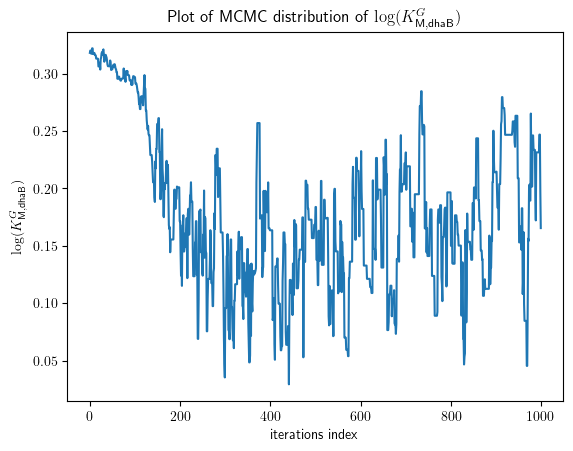 Plot of MCMC distribution of log(K^G_M,dhaB)
log(K^G_M,dhaB)
0.30
0.25
0.20
0.15
0.10
0.05
0 200 400 600 800 1000
iterations index